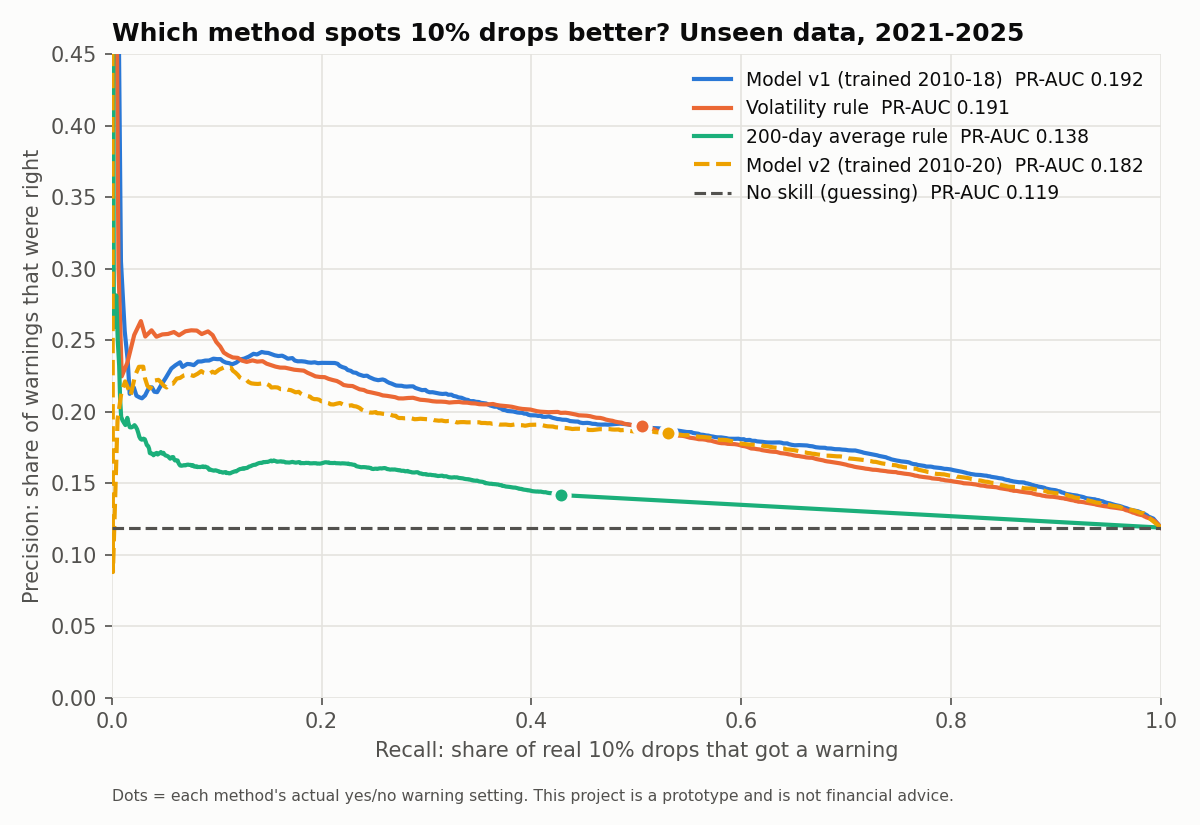 Which method spots 10% drops better? Unseen data, 2021-2025
Model v1 (trained 2010-18)  PR-AUC 0.192
Volatility rule  PR-AUC 0.191
200-day average rule  PR-AUC 0.138
Model v2 (trained 2010-20)  PR-AUC 0.182
No skill (guessing)  PR-AUC 0.119
Precision: share of warnings that were right
0.45
0.40
0.35
0.30
0.25
0.20
0.15
0.10
0.05
0.00
0.0
0.2
0.4
0.6
0.8
1.0
Recall: share of real 10% drops that got a warning
Dots = each method's actual yes/no warning setting. This project is a prototype and is not financial advice.